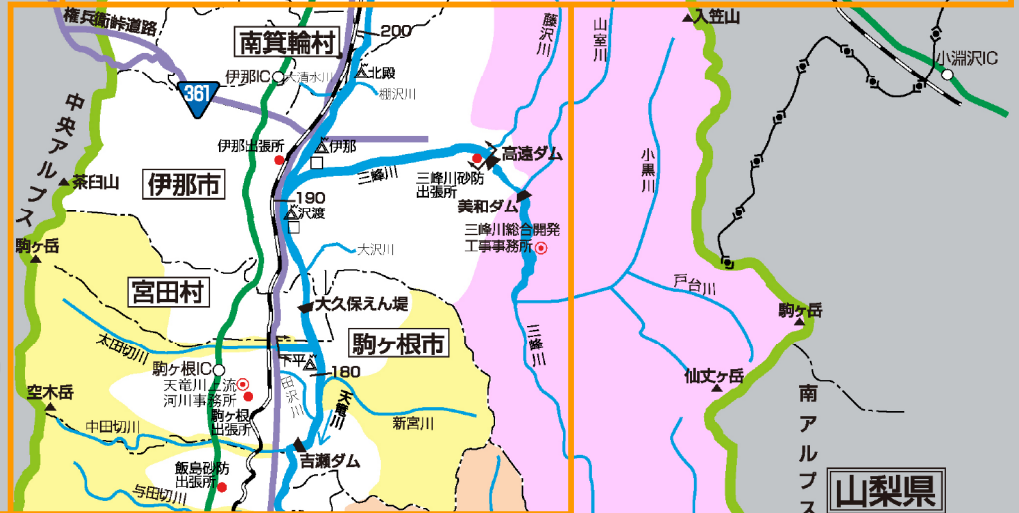 権兵衛峠道路
南箕輪村
200
藤沢川
山室川
入笠山
小淵沢IC
伊那IC
大清水川
北殿
棚沢川
361
中央アルプス
伊那出張所
伊那
高遠ダム
小黒川
茶臼山
伊那市
三峰川
三峰川砂防
出張所
190
沢渡
美和ダム
三峰川総合開発
工事事務所
駒ヶ岳
大沢川
宮田村
大久保えん堤
戸台川
駒ヶ岳
太田切川
駒ヶ根市
三峰川
下平
180
駒ヶ根IC
天竜川上流
河川事務所
田沢川
仙丈ヶ岳
空木岳
駒ヶ根
出張所
天竜川
新宮川
中田切川
南アルプス
吉瀬ダム
飯島砂防
出張所
与田切川
山梨県